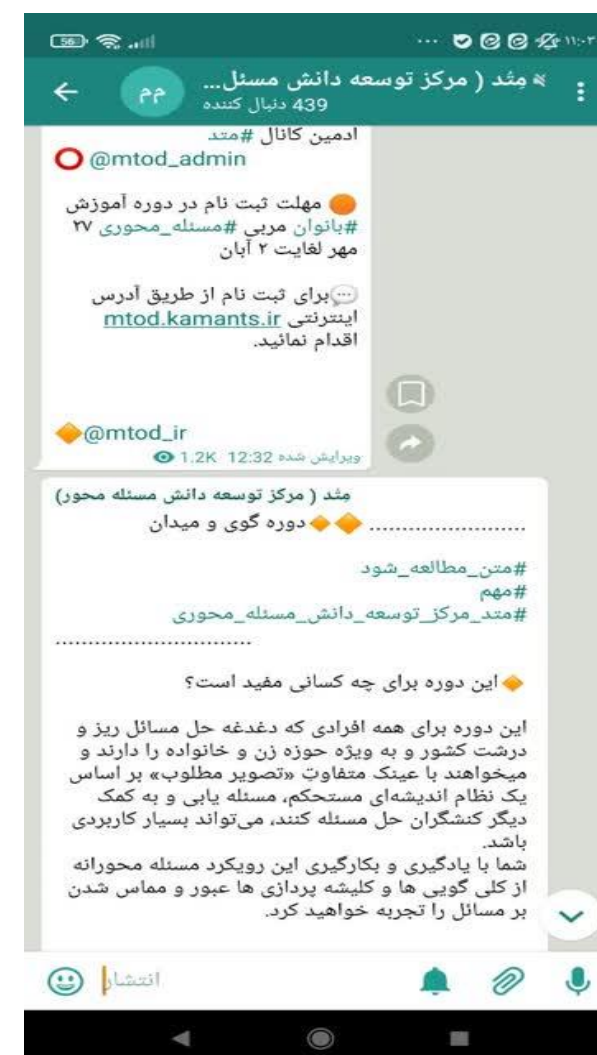 56
۱۱:۰۳
مِتُد ( مرکز توسعه دانش مسئل...
439 دنبال کننده
مم
ادمین کانال #متد
@mtod_admin
مهلت ثبت نام در دوره آموزش
#بانوان مربی #مسئله_محوری ۲۷
مهر لغایت ۲ آبان
برای ثبت نام از طریق آدرس
اینترنتی mtod.kamants.ir
اقدام نمائید.
@mtod_ir
ویرایش شده 12:32 1.2K
مِتُد ( مرکز توسعه دانش مسئله محور)
........................ 🔶🔸دوره گوی و میدان
#متن_مطالعه_شود
#مهم
#متد_مرکز_توسعه_دانش_مسئله_محوری
..............................
🔸این دوره برای چه کسانی مفید است؟
این دوره برای همه افرادی که دغدغه حل مسائل ریز و
درشت کشور و به ویژه حوزه زن و خانواده را دارند و
میخواهند با عینک متفاوتِ «تصویر مطلوب» بر اساس
یک نظام اندیشه‌ای مستحکم، مسئله یابی و به کمک
دیگر کنشگران حل مسئله کنند، می‌تواند بسیار کاربردی
باشد.
شما با یادگیری و بکارگیری این رویکرد مسئله محورانه
از کلی گویی ها و کلیشه پردازی ها عبور و مماس شدن
بر مسائل را تجربه خواهید کرد.
انتشار